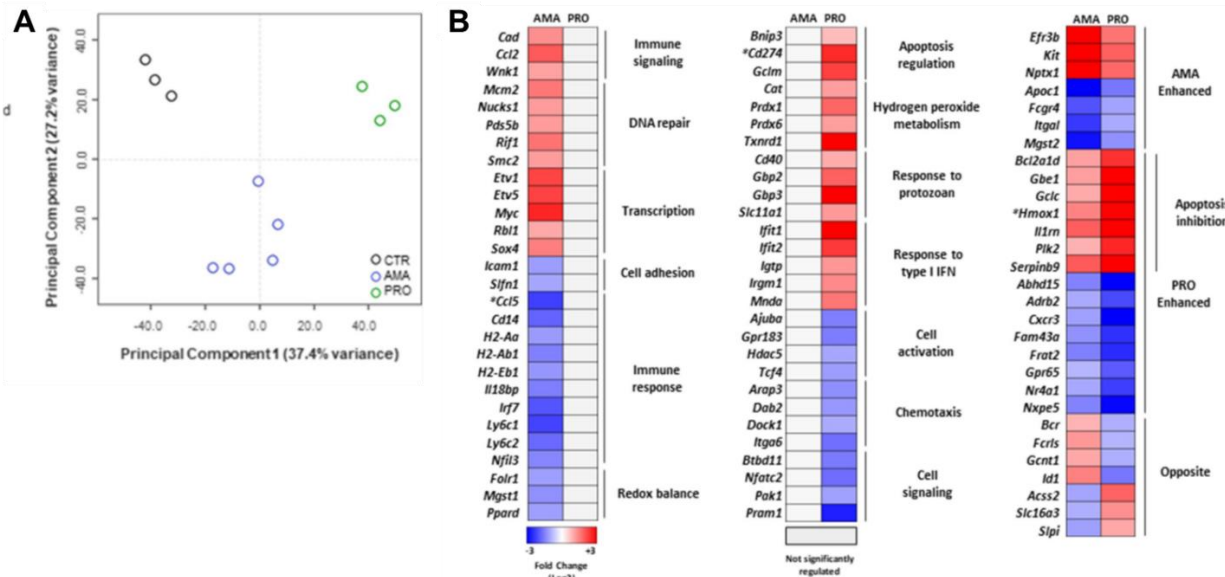 A
d
40.0
20.0
0.0
-20.0
-40.0
Principal Component 2 (27.2% variance)
CTR
AMA
PRO
-40.0 -20.0 0.0 20.0 40.0
Principal Component 1 (37.4% variance)
B
AMA PRO
Cad
Ccl2
Wnk1
Mcm2
Nucks1
Pds5b
Rif1
Smc2
Etv1
Etv5
Myc
Rbl1
Sox4
Icam1
Slfn1
*Ccl5
Cd14
H2-Aa
H2-Ab1
H2-Eb1
Il18bp
Irf7
Ly6c1
Ly6c2
Nfil3
Folr1
Mgst1
Ppard
Immune
signaling
DNA repair
Transcription
Cell adhesion
Immune
response
Redox balance
-3 +3
Fold Change
(Log2)
AMA PRO
Bnip3
*Cd274
Gclm
Cat
Prdx1
Prdx6
Txnrd1
Cd40
Gbp2
Gbp3
Slc11a1
Ifit1
Ifit2
Igtp
Irgm1
Mnda
Ajuba
Gpr183
Hdac5
Tcf4
Arap3
Dab2
Dock1
Itga6
Btbd11
Nfatc2
Pak1
Pram1
Apoptosis
regulation
Hydrogen peroxide
metabolism
Response to
protozoan
Response to
type I IFN
Cell
activation
Chemotaxis
Cell
signaling
Not significantly
regulated
AMA PRO
Efr3b
Kit
Nptx1
Apoc1
Fcgr4
Itgal
Mgst2
Bcl2a1d
Gbe1
Gclc
*Hmox1
Il1rn
Plk2
Serpinb9
Abhd15
Adrb2
Cxcr3
Fam43a
Frat2
Gpr65
Nr4a1
Nxpe5
Bcr
Fcrls
Gcnt1
Id1
Acss2
Slc16a3
Slpi
AMA
Enhanced
Apoptosis
inhibition
PRO
Enhanced
Opposite